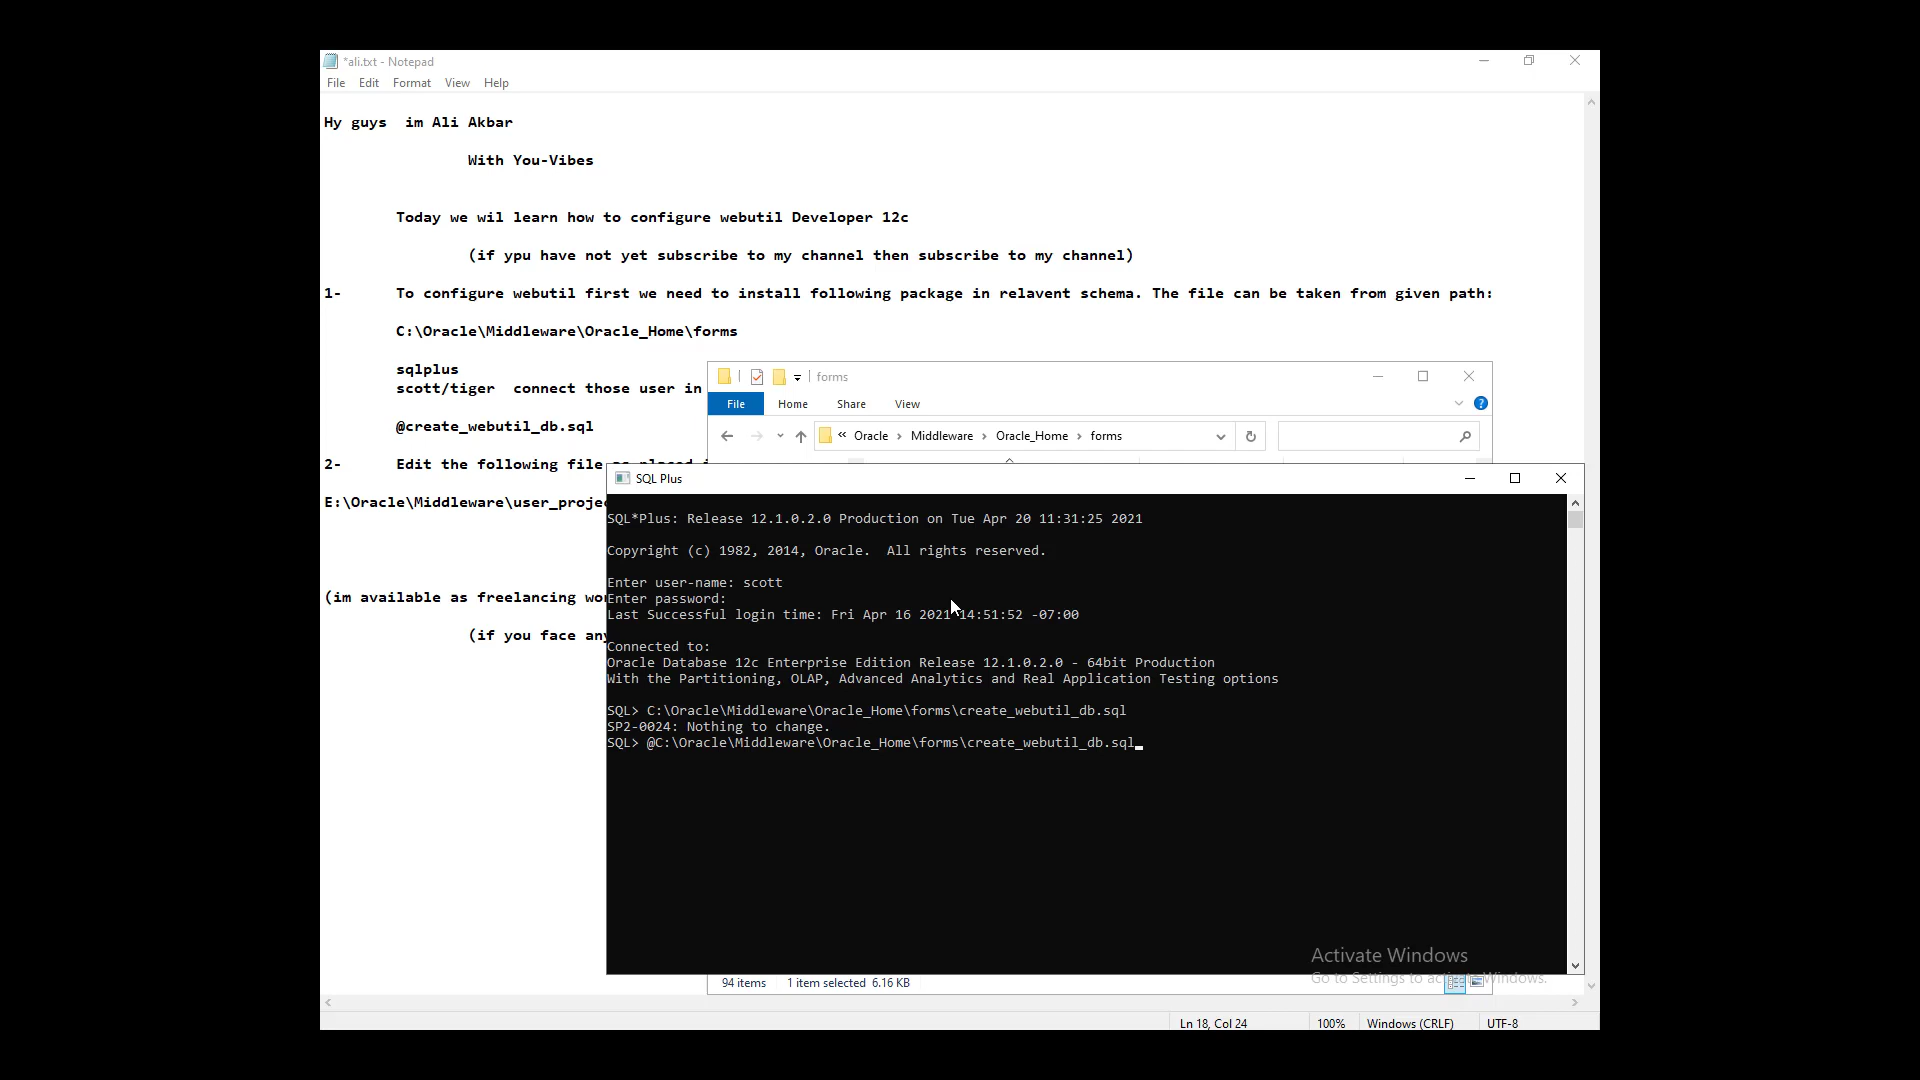 *ali.txt - Notepad
File Edit Format View Help
Hy guys im Ali Akbar
With You-Vibes
Today we wil learn how to configure webutil Developer 12c
(if ypu have not yet subscribe to my channel then subscribe to my channel)
1- To configure webutil first we need to install following package in relavent schema. The file can be taken from given path:
C:\Oracle\Middleware\Oracle_Home\forms
sqlplus
scott/tiger connect those user in
@create_webutil_db.sql
2- Edit the following file as placed i
E:\Oracle\Middleware\user_projec
(im available as freelancing wo
(if you face any
forms
File Home Share View
« Oracle › Middleware › Oracle_Home › forms
SQL Plus
SQL*Plus: Release 12.1.0.2.0 Production on Tue Apr 20 11:31:25 2021
Copyright (c) 1982, 2014, Oracle. All rights reserved.
Enter user-name: scott
Enter password:
Last Successful login time: Fri Apr 16 2021 14:51:52 -07:00
Connected to:
Oracle Database 12c Enterprise Edition Release 12.1.0.2.0 - 64bit Production
With the Partitioning, OLAP, Advanced Analytics and Real Application Testing options
SQL> C:\Oracle\Middleware\Oracle_Home\forms\create_webutil_db.sql
SP2-0024: Nothing to change.
SQL> @C:\Oracle\Middleware\Oracle_Home\forms\create_webutil_db.sql
Activate Windows
Go to Settings to activate Windows.
94 items 1 item selected 6.16 KB
Ln 18, Col 24 100% Windows (CRLF) UTF-8